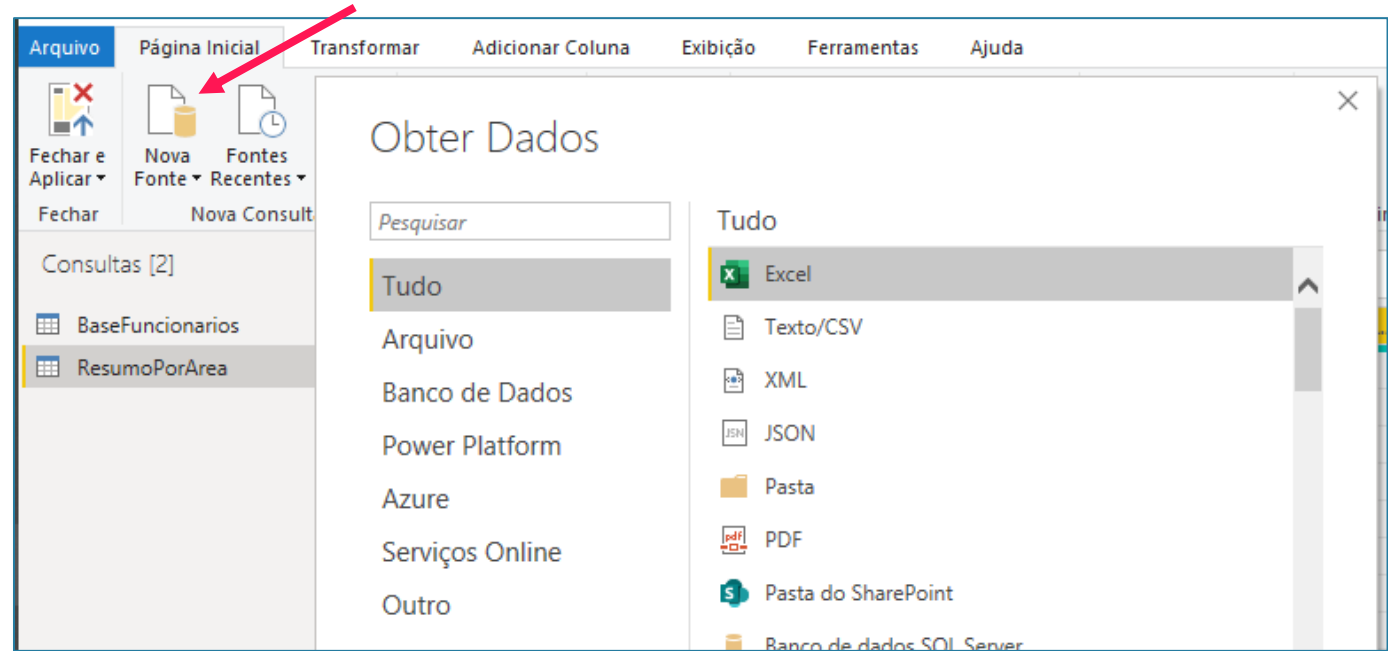 Arquivo
Página Inicial
Transformar
Adicionar Coluna
Exibição
Ferramentas
Ajuda
Fechar e
Aplicar
Nova
Fonte
Fontes
Recentes
Fechar
Nova Consult
Consultas [2]
BaseFuncionarios
ResumoPorArea
Obter Dados
Pesquisar
Tudo
Arquivo
Banco de Dados
Power Platform
Azure
Serviços Online
Outro
Tudo
Excel
Texto/CSV
XML
JSON
Pasta
PDF
Pasta do SharePoint
Banco de dados SQL Server